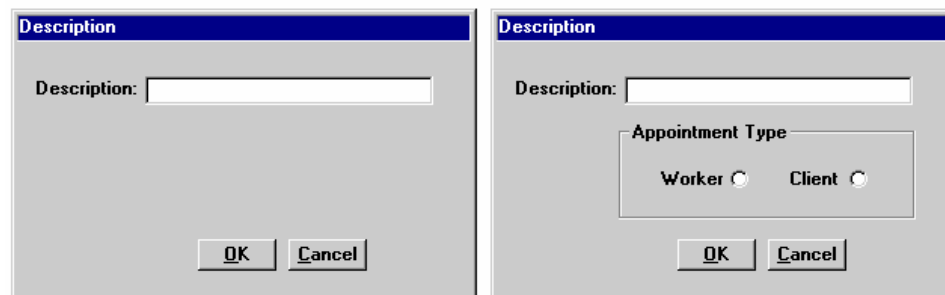 Description
Description:
OK Cancel
Description
Description:
Appointment Type
Worker Client
OK Cancel